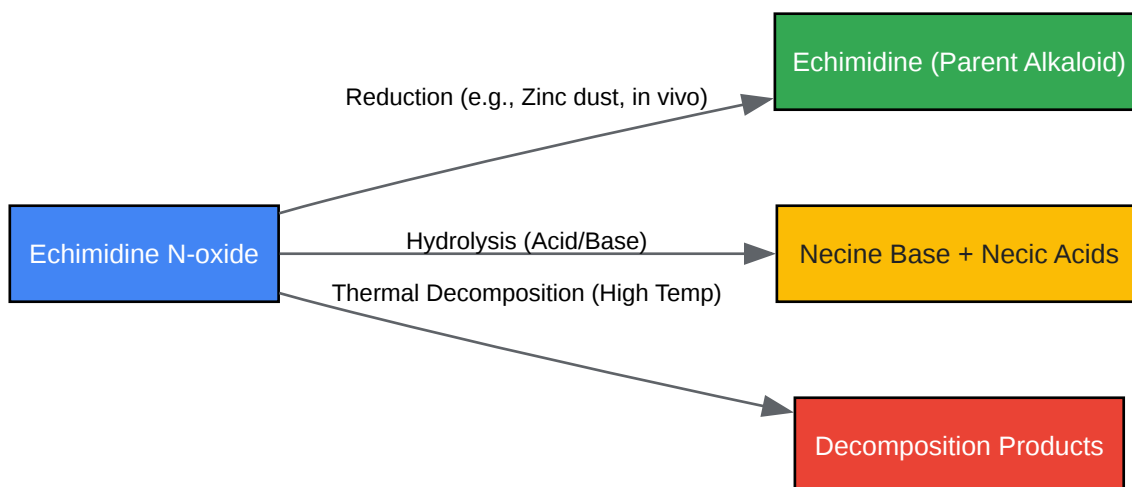 Echimidine (Parent Alkaloid)
Reduction (e.g., Zinc dust, in vivo)
Echimidine N-oxide
Hydrolysis (Acid/Base)
Necine Base + Necic Acids
Thermal Decomposition (High Temp)
Decomposition Products